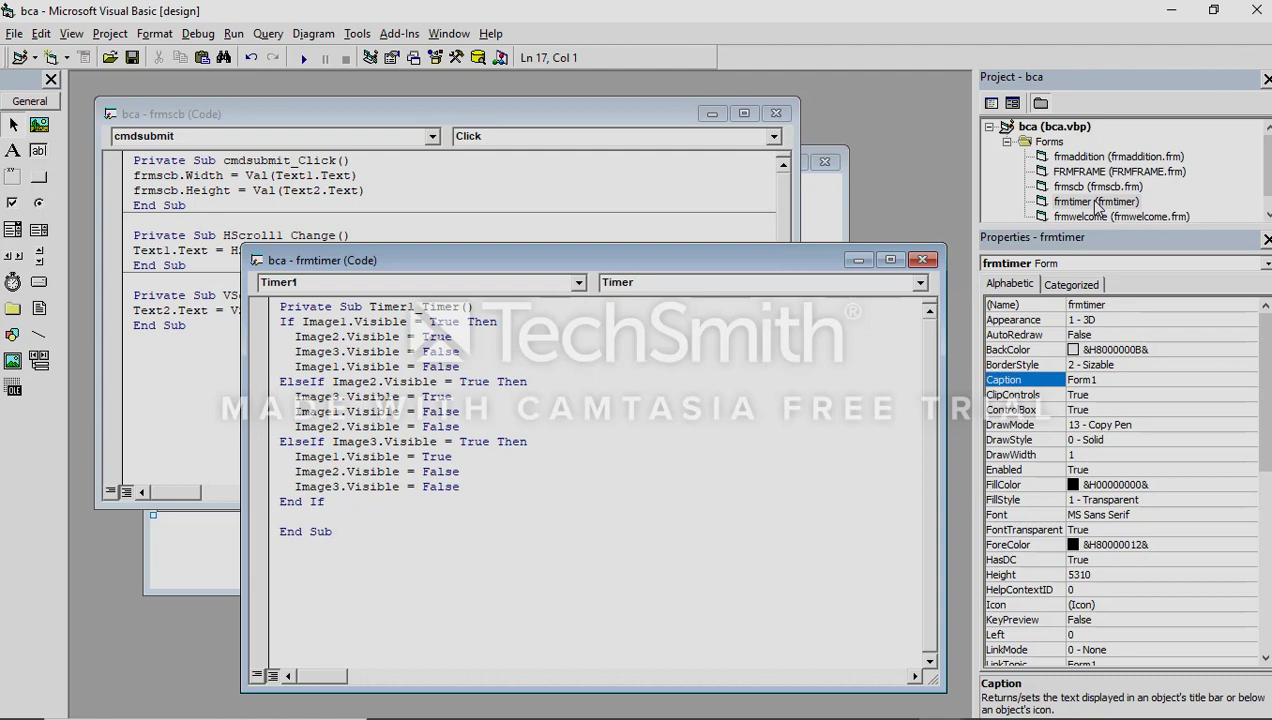 bca - Microsoft Visual Basic [design]
File Edit View Project Format Debug Run Query Diagram Tools Add-Ins Window Help
Ln 17, Col 1
General
bca - frmscb (Code)
cmdsubmit Click
Private Sub cmdsubmit_Click()
frmscb.Width = Val(Text1.Text)
frmscb.Height = Val(Text2.Text)
End Sub
Private Sub HScroll1 Change()
Text1.Text = H
End Sub
Private Sub VS
Text2.Text = V
End Sub
bca - frmtimer (Code)
Timer1 Timer
Private Sub Timer1_Timer()
If Image1.Visible = True Then
Image2.Visible = True
Image3.Visible = False
Image1.Visible = False
ElseIf Image2.Visible = True Then
Image3.Visible = True
Image1.Visible = False
Image2.Visible = False
ElseIf Image3.Visible = True Then
Image1.Visible = True
Image2.Visible = False
Image3.Visible = False
End If
End Sub
TechSmith®
MADE WITH CAMTASIA FREE TRIAL
Project - bca
bca (bca.vbp)
Forms
frmaddition (frmaddition.frm)
FRMFRAME (FRMFRAME.frm)
frmscb (frmscb.frm)
frmtimer (frmtimer)
frmwelcome (frmwelcome.frm)
Properties - frmtimer
frmtimer Form
Alphabetic Categorized
(Name) frmtimer
Appearance 1 - 3D
AutoRedraw False
BackColor &H8000000B&
BorderStyle 2 - Sizable
Caption Form1
ClipControls True
ControlBox True
DrawMode 13 - Copy Pen
DrawStyle 0 - Solid
DrawWidth 1
Enabled True
FillColor &H00000000&
FillStyle 1 - Transparent
Font MS Sans Serif
FontTransparent True
ForeColor &H80000012&
HasDC True
Height 5310
HelpContextID 0
Icon (Icon)
KeyPreview False
Left 0
LinkMode 0 - None
LinkTopic Form1
Caption
Returns/sets the text displayed in an object's title bar or below
an object's icon.